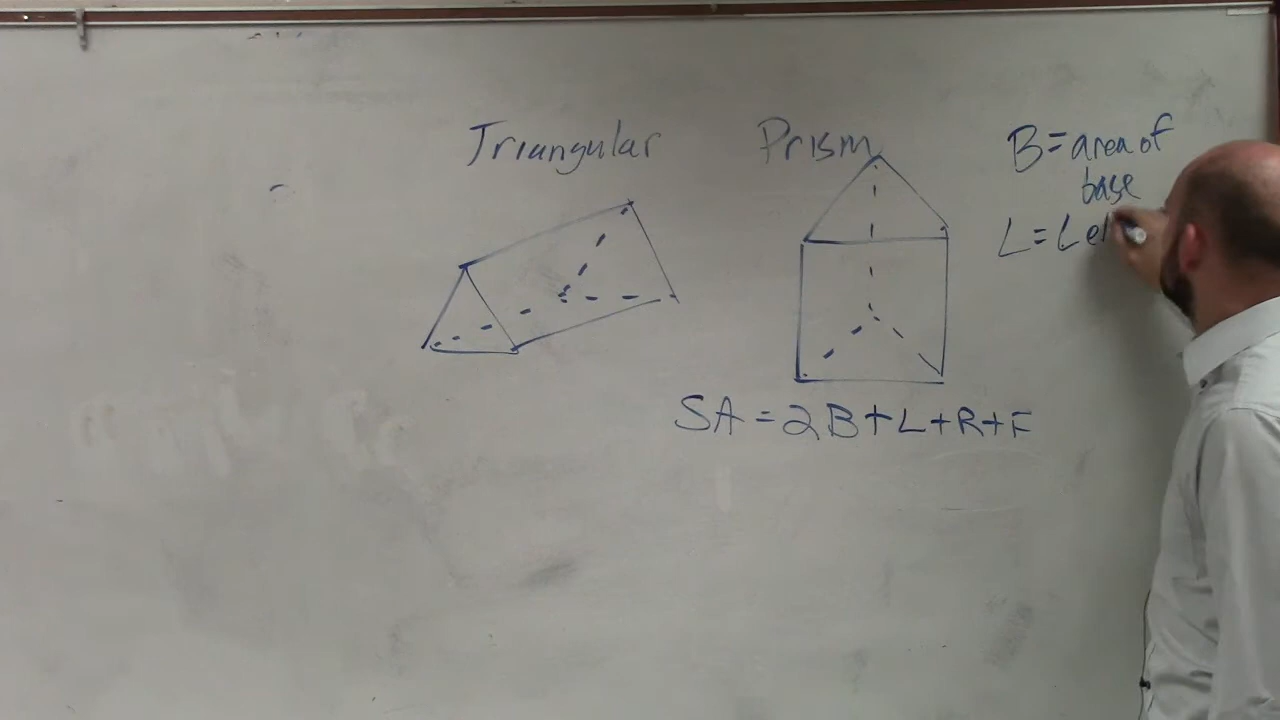 Triangular Prism
B = area of
base
L = Le
SA = 2B + L + R + F